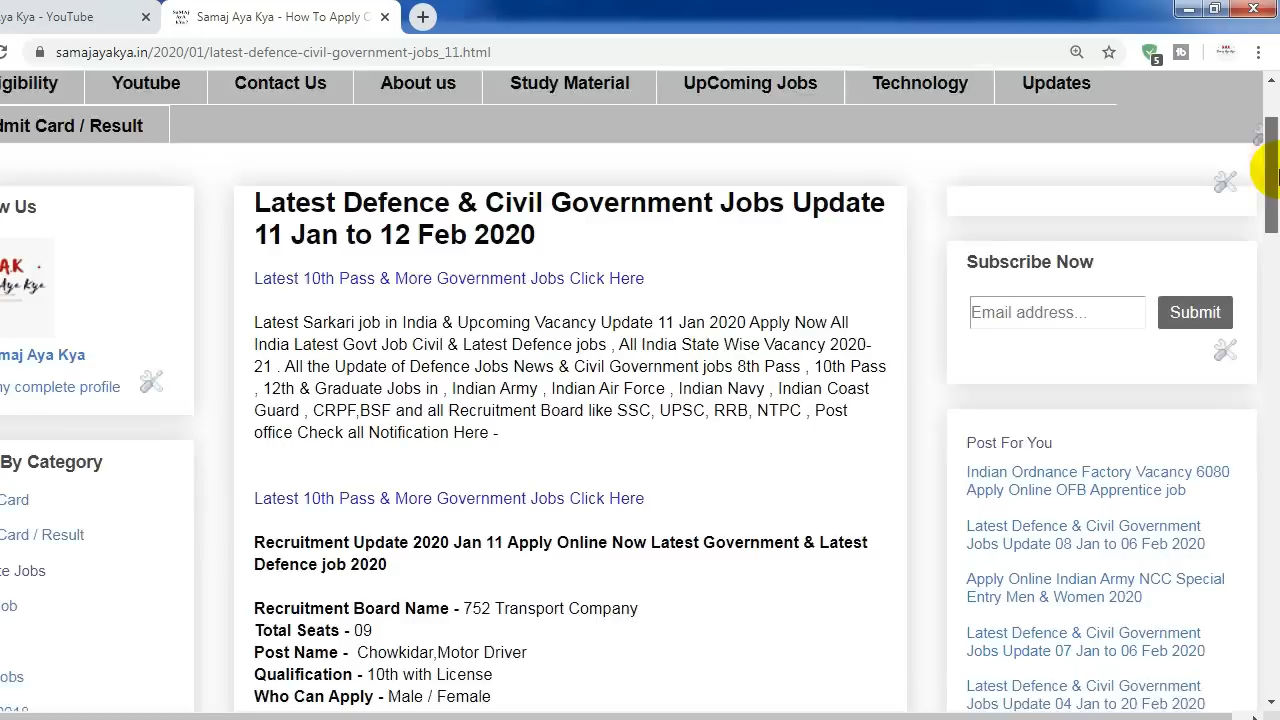 ya Kya - YouTube
Samaj Aya Kya - How To Apply C
samajayakya.in/2020/01/latest-defence-civil-government-jobs_11.html
5
igibility
Youtube
Contact Us
About us
Study Material
UpComing Jobs
Technology
Updates
dmit Card / Result
w Us
A.K
Aya Kya
maj Aya Kya
my complete profile
By Category
Card
Card / Result
te Jobs
ob
obs
Latest Defence & Civil Government Jobs Update
11 Jan to 12 Feb 2020
Latest 10th Pass & More Government Jobs Click Here
Latest Sarkari job in India & Upcoming Vacancy Update 11 Jan 2020 Apply Now All
India Latest Govt Job Civil & Latest Defence jobs , All India State Wise Vacancy 2020-
21 . All the Update of Defence Jobs News & Civil Government jobs 8th Pass , 10th Pass
, 12th & Graduate Jobs in , Indian Army , Indian Air Force , Indian Navy , Indian Coast
Guard , CRPF,BSF and all Recruitment Board like SSC, UPSC, RRB, NTPC , Post
office Check all Notification Here -
Latest 10th Pass & More Government Jobs Click Here
Recruitment Update 2020 Jan 11 Apply Online Now Latest Government & Latest
Defence job 2020
Recruitment Board Name - 752 Transport Company
Total Seats - 09
Post Name - Chowkidar,Motor Driver
Qualification - 10th with License
Who Can Apply - Male / Female
Subscribe Now
Email address...
Submit
Post For You
Indian Ordnance Factory Vacancy 6080
Apply Online OFB Apprentice job
Latest Defence & Civil Government
Jobs Update 08 Jan to 06 Feb 2020
Apply Online Indian Army NCC Special
Entry Men & Women 2020
Latest Defence & Civil Government
Jobs Update 07 Jan to 06 Feb 2020
Latest Defence & Civil Government
Jobs Update 04 Jan to 20 Feb 2020